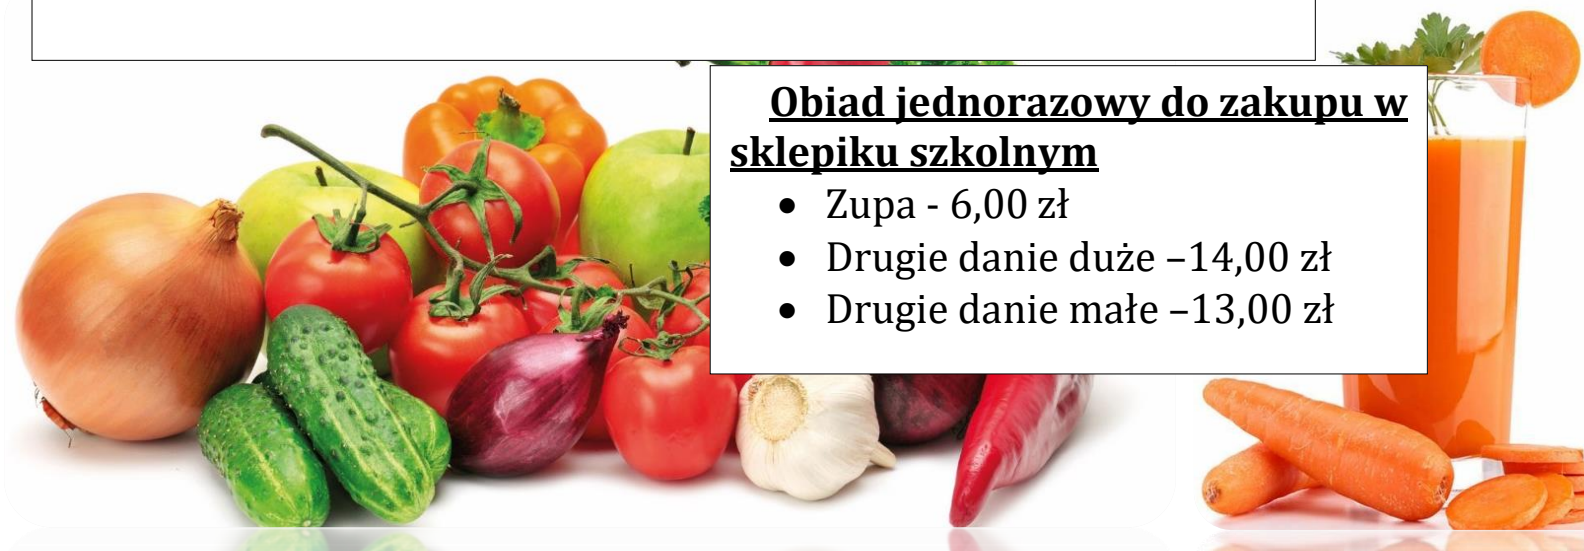 Obiad jednorazowy do zakupu w
sklepiku szkolnym
• Zupa - 6,00 zł
• Drugie danie duże –14,00 zł
• Drugie danie małe –13,00 zł